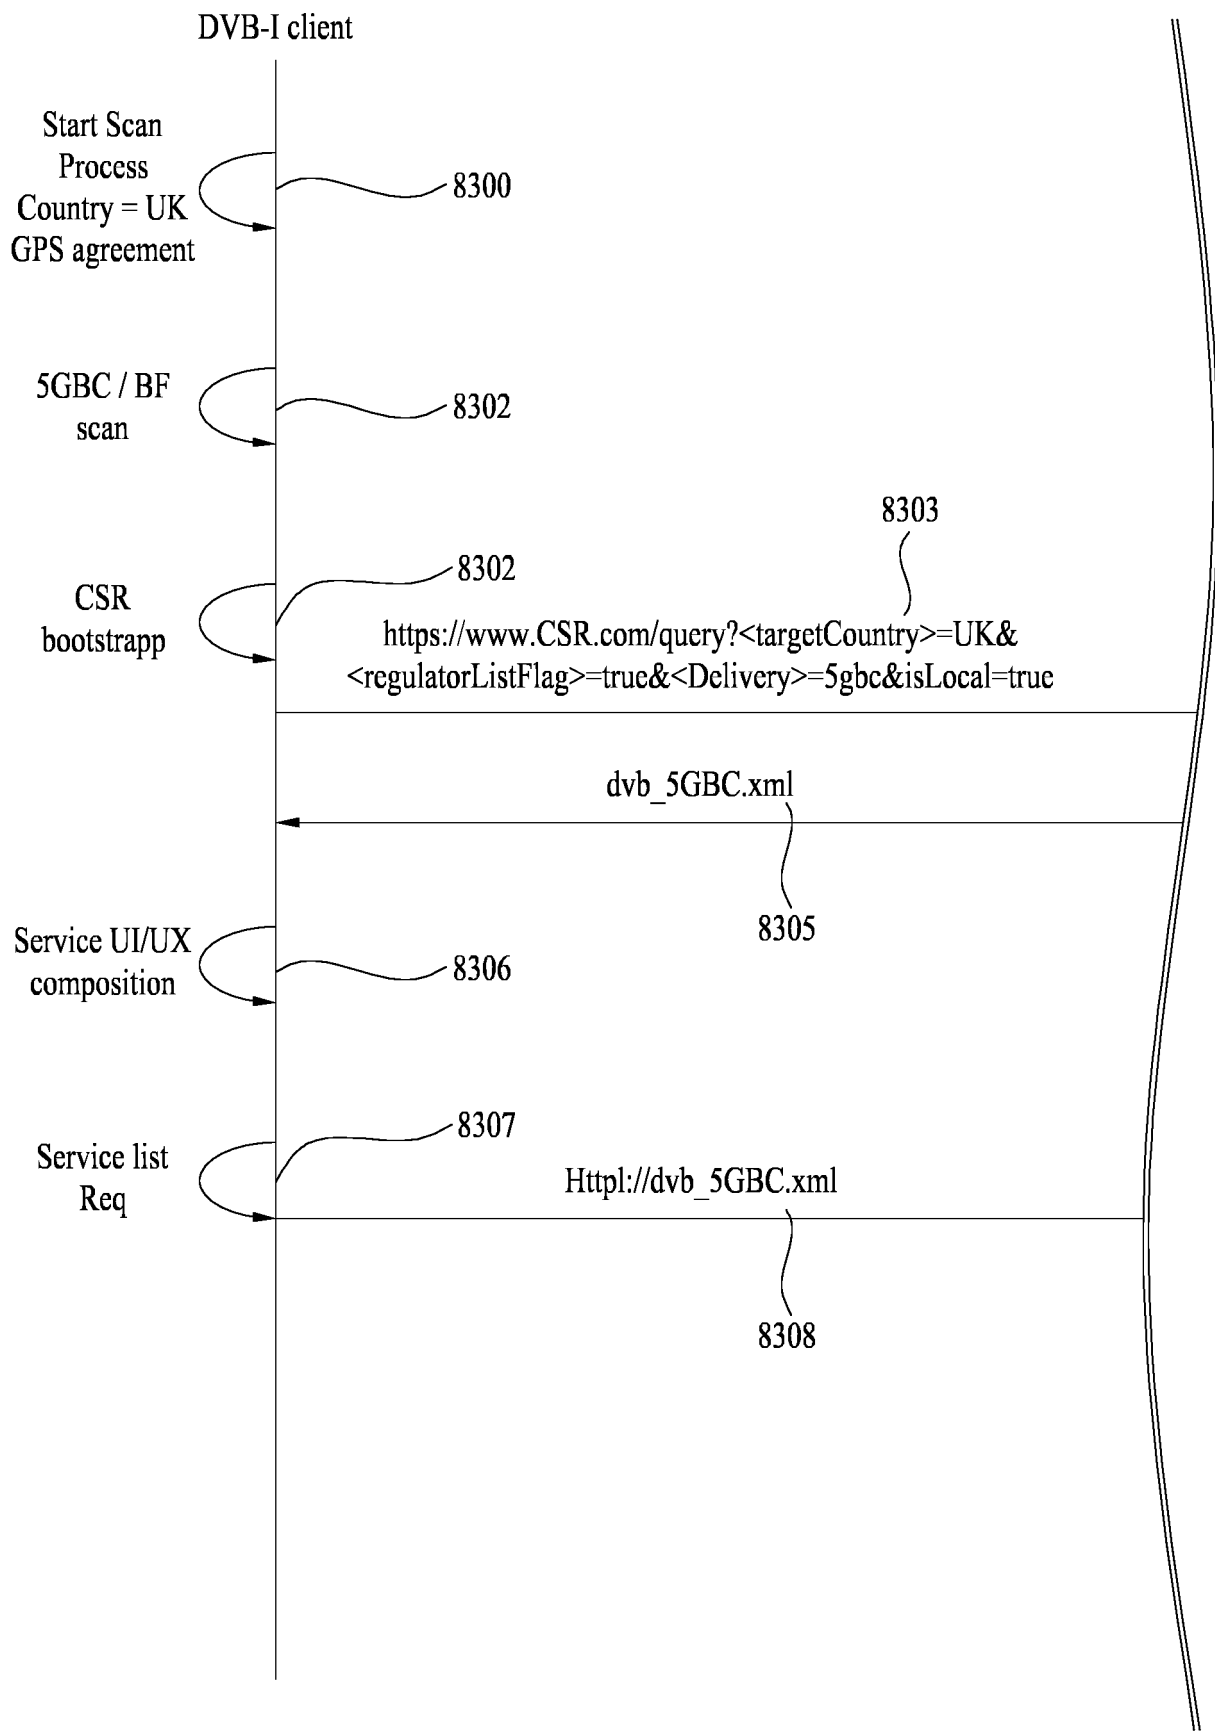 DVB-I client
Start Scan
Process
Country = UK
GPS agreement
8300
5GBC / BF
scan
8302
8303
CSR
bootstrapp
8302
https://www.CSR.com/query?<targetCountry>=UK&
<regulatorListFlag>=true&<Delivery>=5gbc&isLocal=true
dvb_5GBC.xml
8305
Service UI/UX
composition
8306
8307
Service list
Req
Httpl://dvb_5GBC.xml
8308